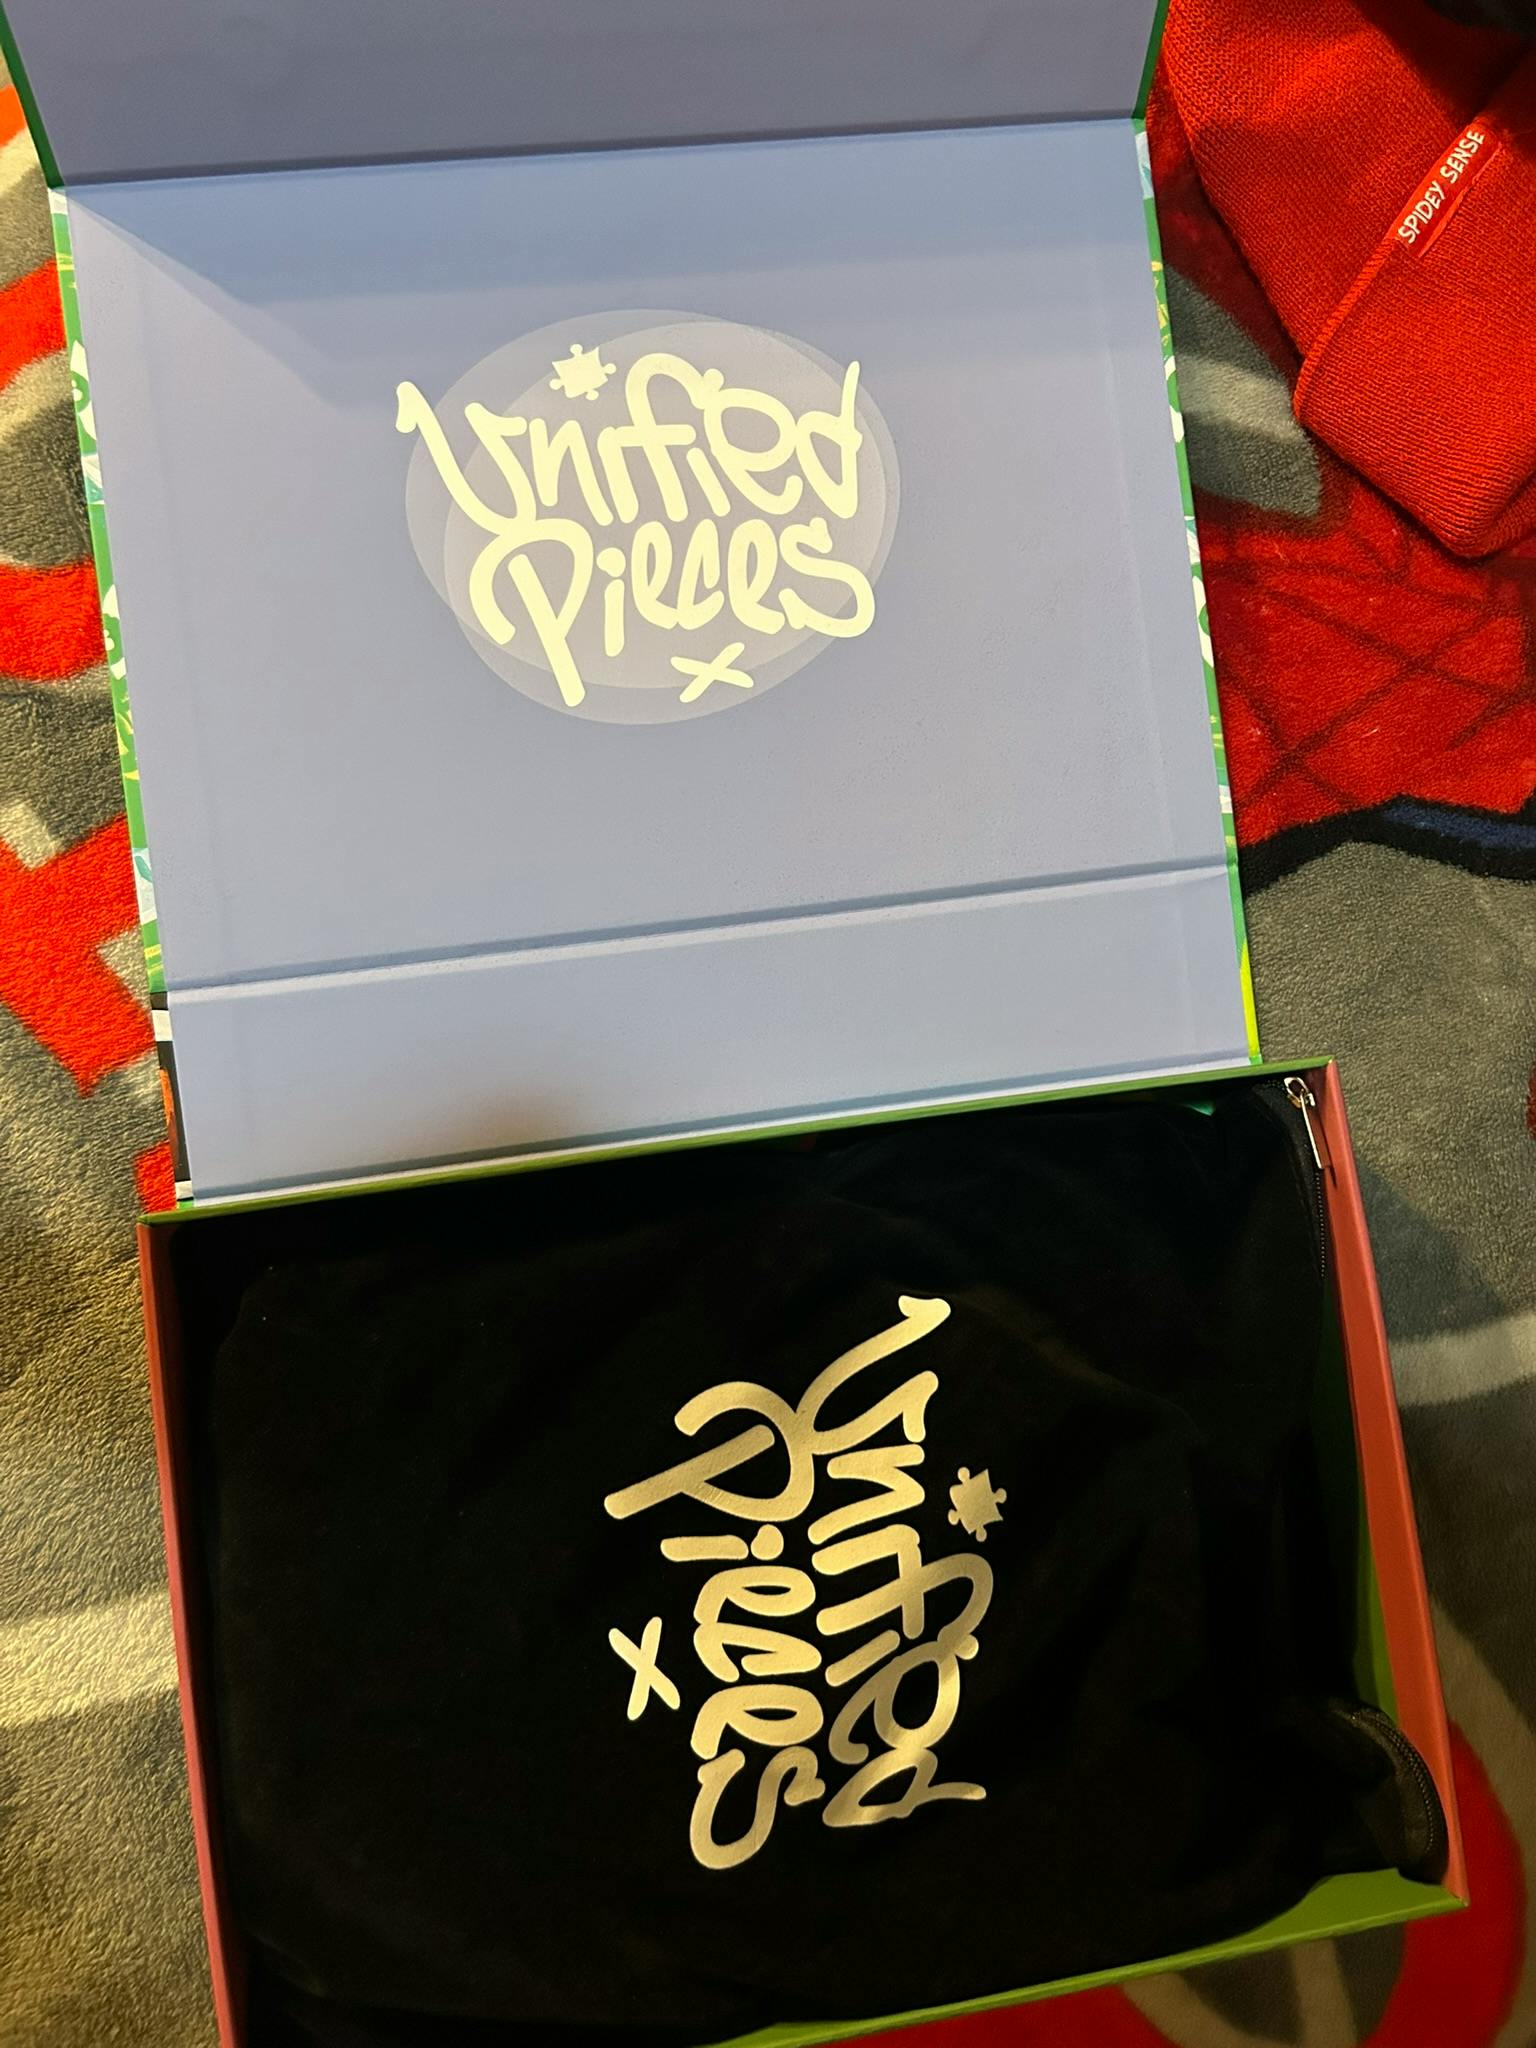 SPIDEY SENSE
Unified
Pieces
x
Unified
Pieces
x